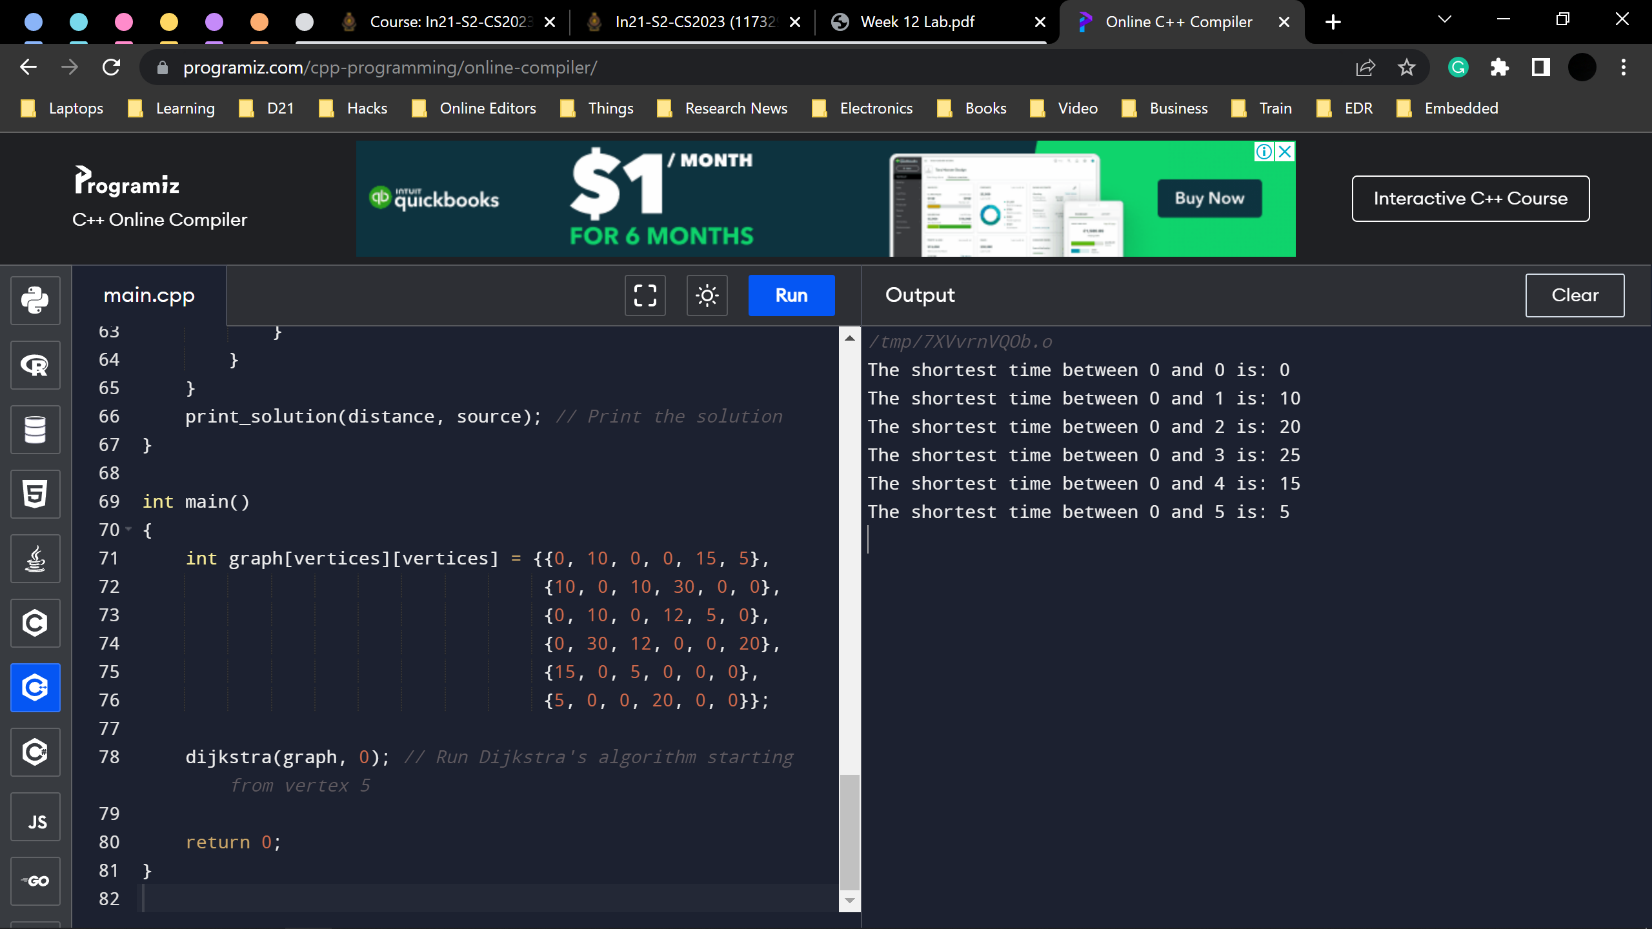 Course: In21-S2-CS2023
In21-S2-CS2023 (11732
Week 12 Lab.pdf
Online C++ Compiler
programiz.com/cpp-programming/online-compiler/
Laptops
Learning
D21
Hacks
Online Editors
Things
Research News
Electronics
Books
Video
Business
Train
EDR
Embedded
Programiz
C++ Online Compiler
INTUIT
quickbooks
$1 / MONTH
FOR 6 MONTHS
Buy Now
Interactive C++ Course
main.cpp
Run
Output
Clear
63 }
64 }
65 }
66 print_solution(distance, source); // Print the solution
67 }
68
69 int main()
70 {
71 int graph[vertices][vertices] = {{0, 10, 0, 0, 15, 5},
72 {10, 0, 10, 30, 0, 0},
73 {0, 10, 0, 12, 5, 0},
74 {0, 30, 12, 0, 0, 20},
75 {15, 0, 5, 0, 0, 0},
76 {5, 0, 0, 20, 0, 0}};
77
78 dijkstra(graph, 0); // Run Dijkstra's algorithm starting
from vertex 5
79
80 return 0;
81 }
82
/tmp/7XVvrnVQOb.o
The shortest time between 0 and 0 is: 0
The shortest time between 0 and 1 is: 10
The shortest time between 0 and 2 is: 20
The shortest time between 0 and 3 is: 25
The shortest time between 0 and 4 is: 15
The shortest time between 0 and 5 is: 5
JS
GO